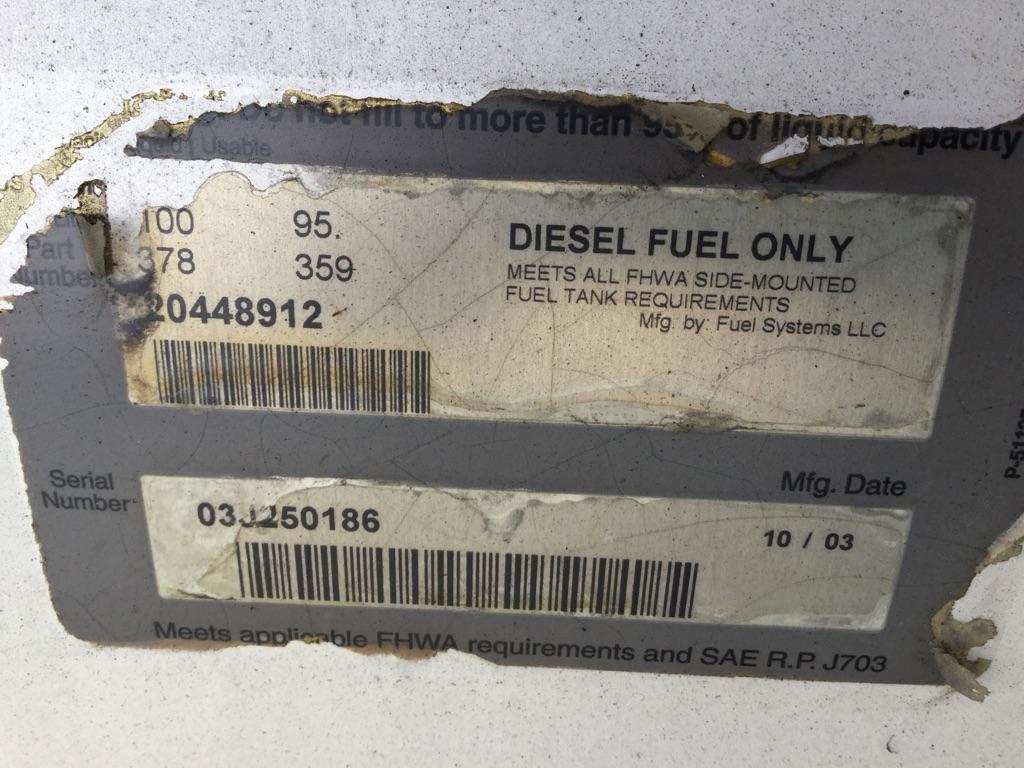 not fill to more than 95% of liquid capacity
Liquid Usable
100 95.
378 359
Part
Number
20448912
DIESEL FUEL ONLY
MEETS ALL FHWA SIDE-MOUNTED
FUEL TANK REQUIREMENTS
Mfg. by: Fuel Systems LLC
Serial
Number
03J250186
Mfg. Date
10 / 03
Meets applicable FHWA requirements and SAE R.P. J703